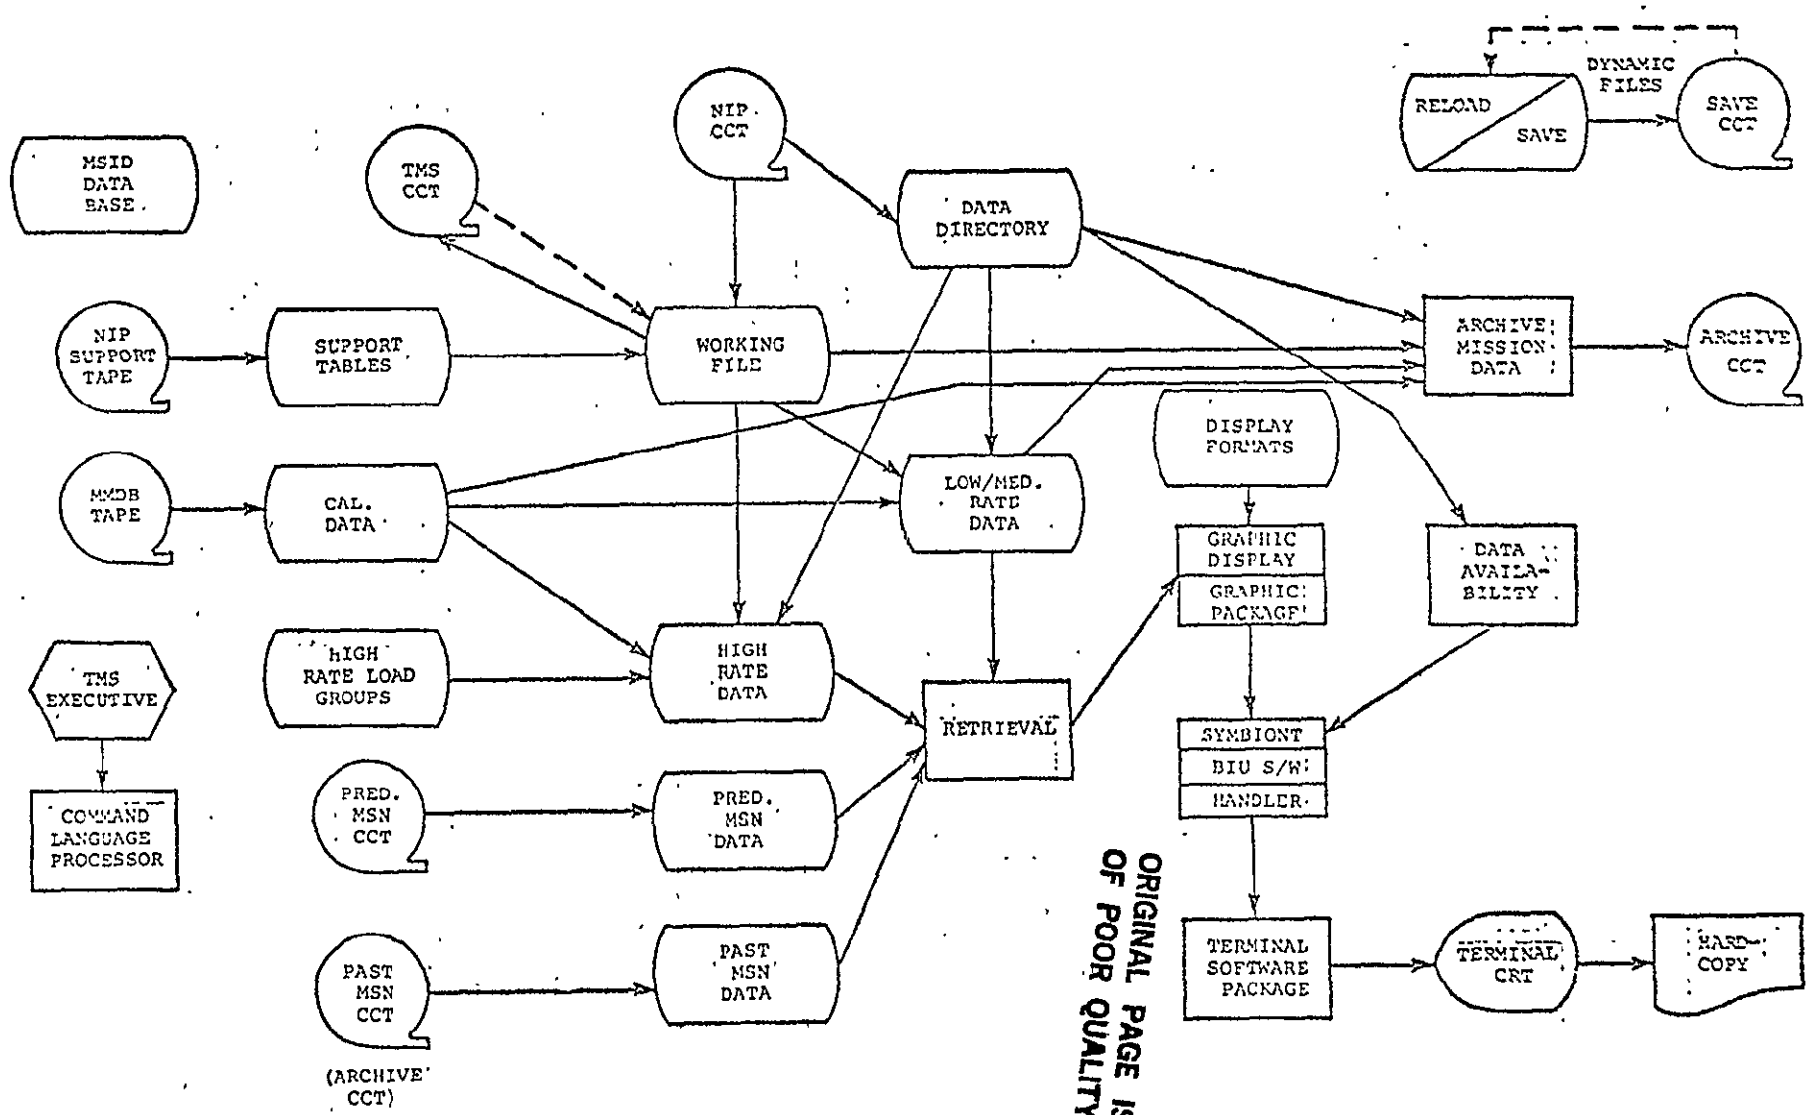 DYNAMIC
FILES
RELOAD
SAVE
SAVE
CCT
NIP
CCT
MSID
DATA
BASE
TMS
CCT
DATA
DIRECTORY
NIP
SUPPORT
TAPE
SUPPORT
TABLES
WORKING
FILE
ARCHIVE
MISSION
DATA
ARCHIVE
CCT
DISPLAY
FORMATS
MMDB
TAPE
CAL.
DATA
LOW/MED.
RATE
DATA
GRAPHIC
DISPLAY
GRAPHIC
PACKAGE
DATA
AVAILA-
BILITY
TMS
EXECUTIVE
HIGH
RATE LOAD
GROUPS
HIGH
RATE
DATA
RETRIEVAL
SYMBIONT
BIU S/W
HANDLER
COMMAND
LANGUAGE
PROCESSOR
PRED.
MSN
CCT
PRED.
MSN
DATA
PAST
MSN
CCT
(ARCHIVE
CCT)
PAST
MSN
DATA
TERMINAL
SOFTWARE
PACKAGE
TERMINAL
CRT
HARD-
COPY
ORIGINAL PAGE IS
OF POOR QUALITY